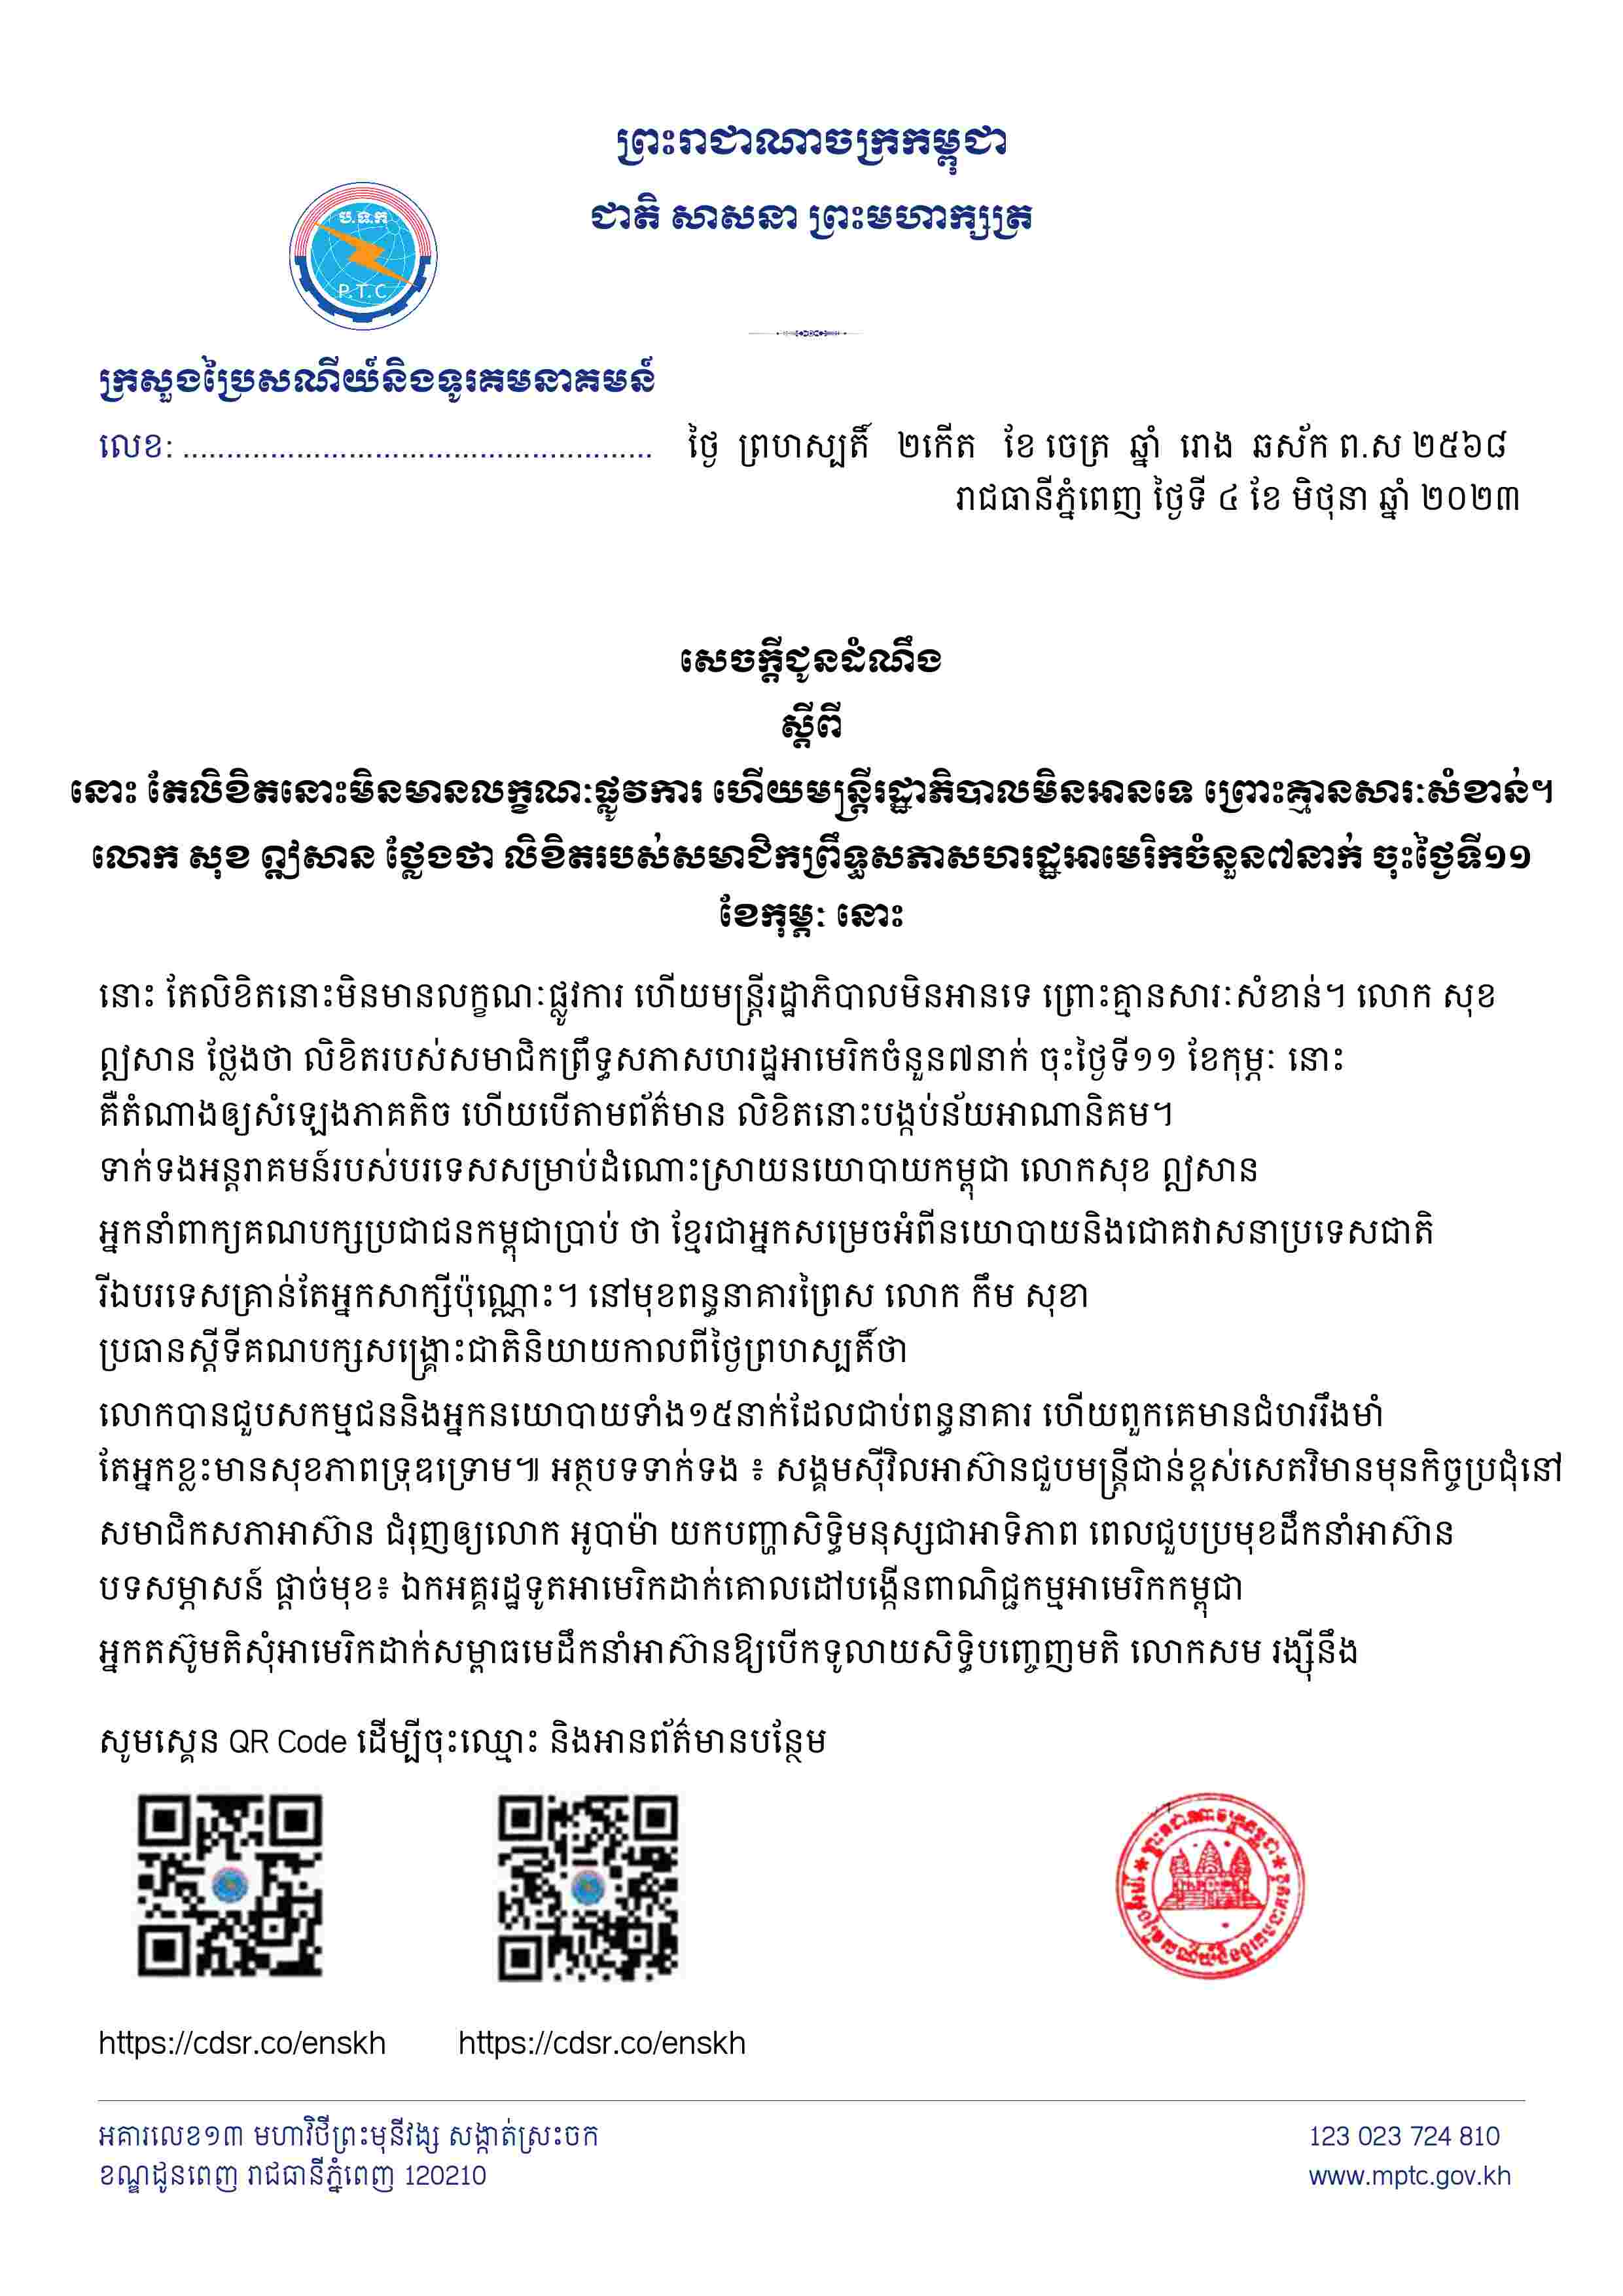 ព្រះរាជាណាចក្រកម្ពុជា
ជាតិ សាសនា ព្រះមហាក្សត្រ
ប.ទ.ក
P.T.C
ក្រសួងប្រៃសណីយ៍និងទូរគមនាគមន៍
លេខ: ......................................................
ថ្ងៃ ព្រហស្បតិ៍ ២កើត ខែ ចេត្រ ឆ្នាំ រោង ឆស័ក ព.ស ២៥៦៨
រាជធានីភ្នំពេញ ថ្ងៃទី ៤ ខែ មិថុនា ឆ្នាំ ២០២៣
សេចក្តីជូនដំណឹង
ស្តីពី
នោះ តែលិខិតនោះមិនមានលក្ខណៈផ្លូវការ ហើយមន្ត្រីរដ្ឋាភិបាលមិនអានទេ ព្រោះគ្មានសារៈសំខាន់។
លោក សុខ ឦសាន ថ្លែងថា លិខិតរបស់សមាជិកព្រឹទ្ធសភាសហរដ្ឋអាមេរិកចំនួន៧នាក់ ចុះថ្ងៃទី១១
ខែកុម្ភៈ នោះ
នោះ តែលិខិតនោះមិនមានលក្ខណៈផ្លូវការ ហើយមន្ត្រីរដ្ឋាភិបាលមិនអានទេ ព្រោះគ្មានសារៈសំខាន់។ លោក សុខ
ឦសាន ថ្លែងថា លិខិតរបស់សមាជិកព្រឹទ្ធសភាសហរដ្ឋអាមេរិកចំនួន៧នាក់ ចុះថ្ងៃទី១១ ខែកុម្ភៈ នោះ
គឺតំណាងឲ្យសំឡេងភាគតិច ហើយបើតាមព័ត៌មាន លិខិតនោះបង្កប់ន័យអាណានិគម។
ទាក់ទងអន្តរាគមន៍របស់បរទេសសម្រាប់ដំណោះស្រាយនយោបាយកម្ពុជា លោកសុខ ឦសាន
អ្នកនាំពាក្យគណបក្សប្រជាជនកម្ពុជាប្រាប់ ថា ខ្មែរជាអ្នកសម្រេចអំពីនយោបាយនិងជោគវាសនាប្រទេសជាតិ
រីឯបរទេសគ្រាន់តែអ្នកសាក្សីប៉ុណ្ណោះ។ នៅមុខពន្ធនាគារព្រៃស លោក កឹម សុខា
ប្រធានស្តីទីគណបក្សសង្គ្រោះជាតិនិយាយកាលពីថ្ងៃព្រហស្បតិ៍ថា
លោកបានជួបសកម្មជននិងអ្នកនយោបាយទាំង១៥នាក់ដែលជាប់ពន្ធនាគារ ហើយពួកគេមានជំហររឹងមាំ
តែអ្នកខ្លះមានសុខភាពទ្រុឌទ្រោម៕ អត្ថបទទាក់ទង ៖ សង្គមស៊ីវិលអាស៊ានជួបមន្ត្រីជាន់ខ្ពស់សេតវិមានមុនកិច្ចប្រជុំនៅ
សមាជិកសភាអាស៊ាន ជំរុញឲ្យលោក អូបាម៉ា យកបញ្ហាសិទ្ធិមនុស្សជាអាទិភាព ពេលជួបប្រមុខដឹកនាំអាស៊ាន
បទសម្ភាសន៍ ផ្តាច់មុខ៖ ឯកអគ្គរដ្ឋទូតអាមេរិកដាក់គោលដៅបង្កើនពាណិជ្ជកម្មអាមេរិកកម្ពុជា
អ្នកតស៊ូមតិសុំអាមេរិកដាក់សម្ពាធមេដឹកនាំអាស៊ានឱ្យបើកទូលាយសិទ្ធិបញ្ចេញមតិ លោកសម រង្ស៊ីនឹង
សូមស្គេន QR Code ដើម្បីចុះឈ្មោះ និងអានព័ត៌មានបន្ថែម
ព្រះរាជាណាចក្រកម្ពុជា
https://cdsr.co/enskh https://cdsr.co/enskh
អគារលេខ១៣ មហាវិថីព្រះមុនីវង្ស សង្កាត់ស្រះចក
ខណ្ឌដូនពេញ រាជធានីភ្នំពេញ 120210
123 023 724 810
www.mptc.gov.kh